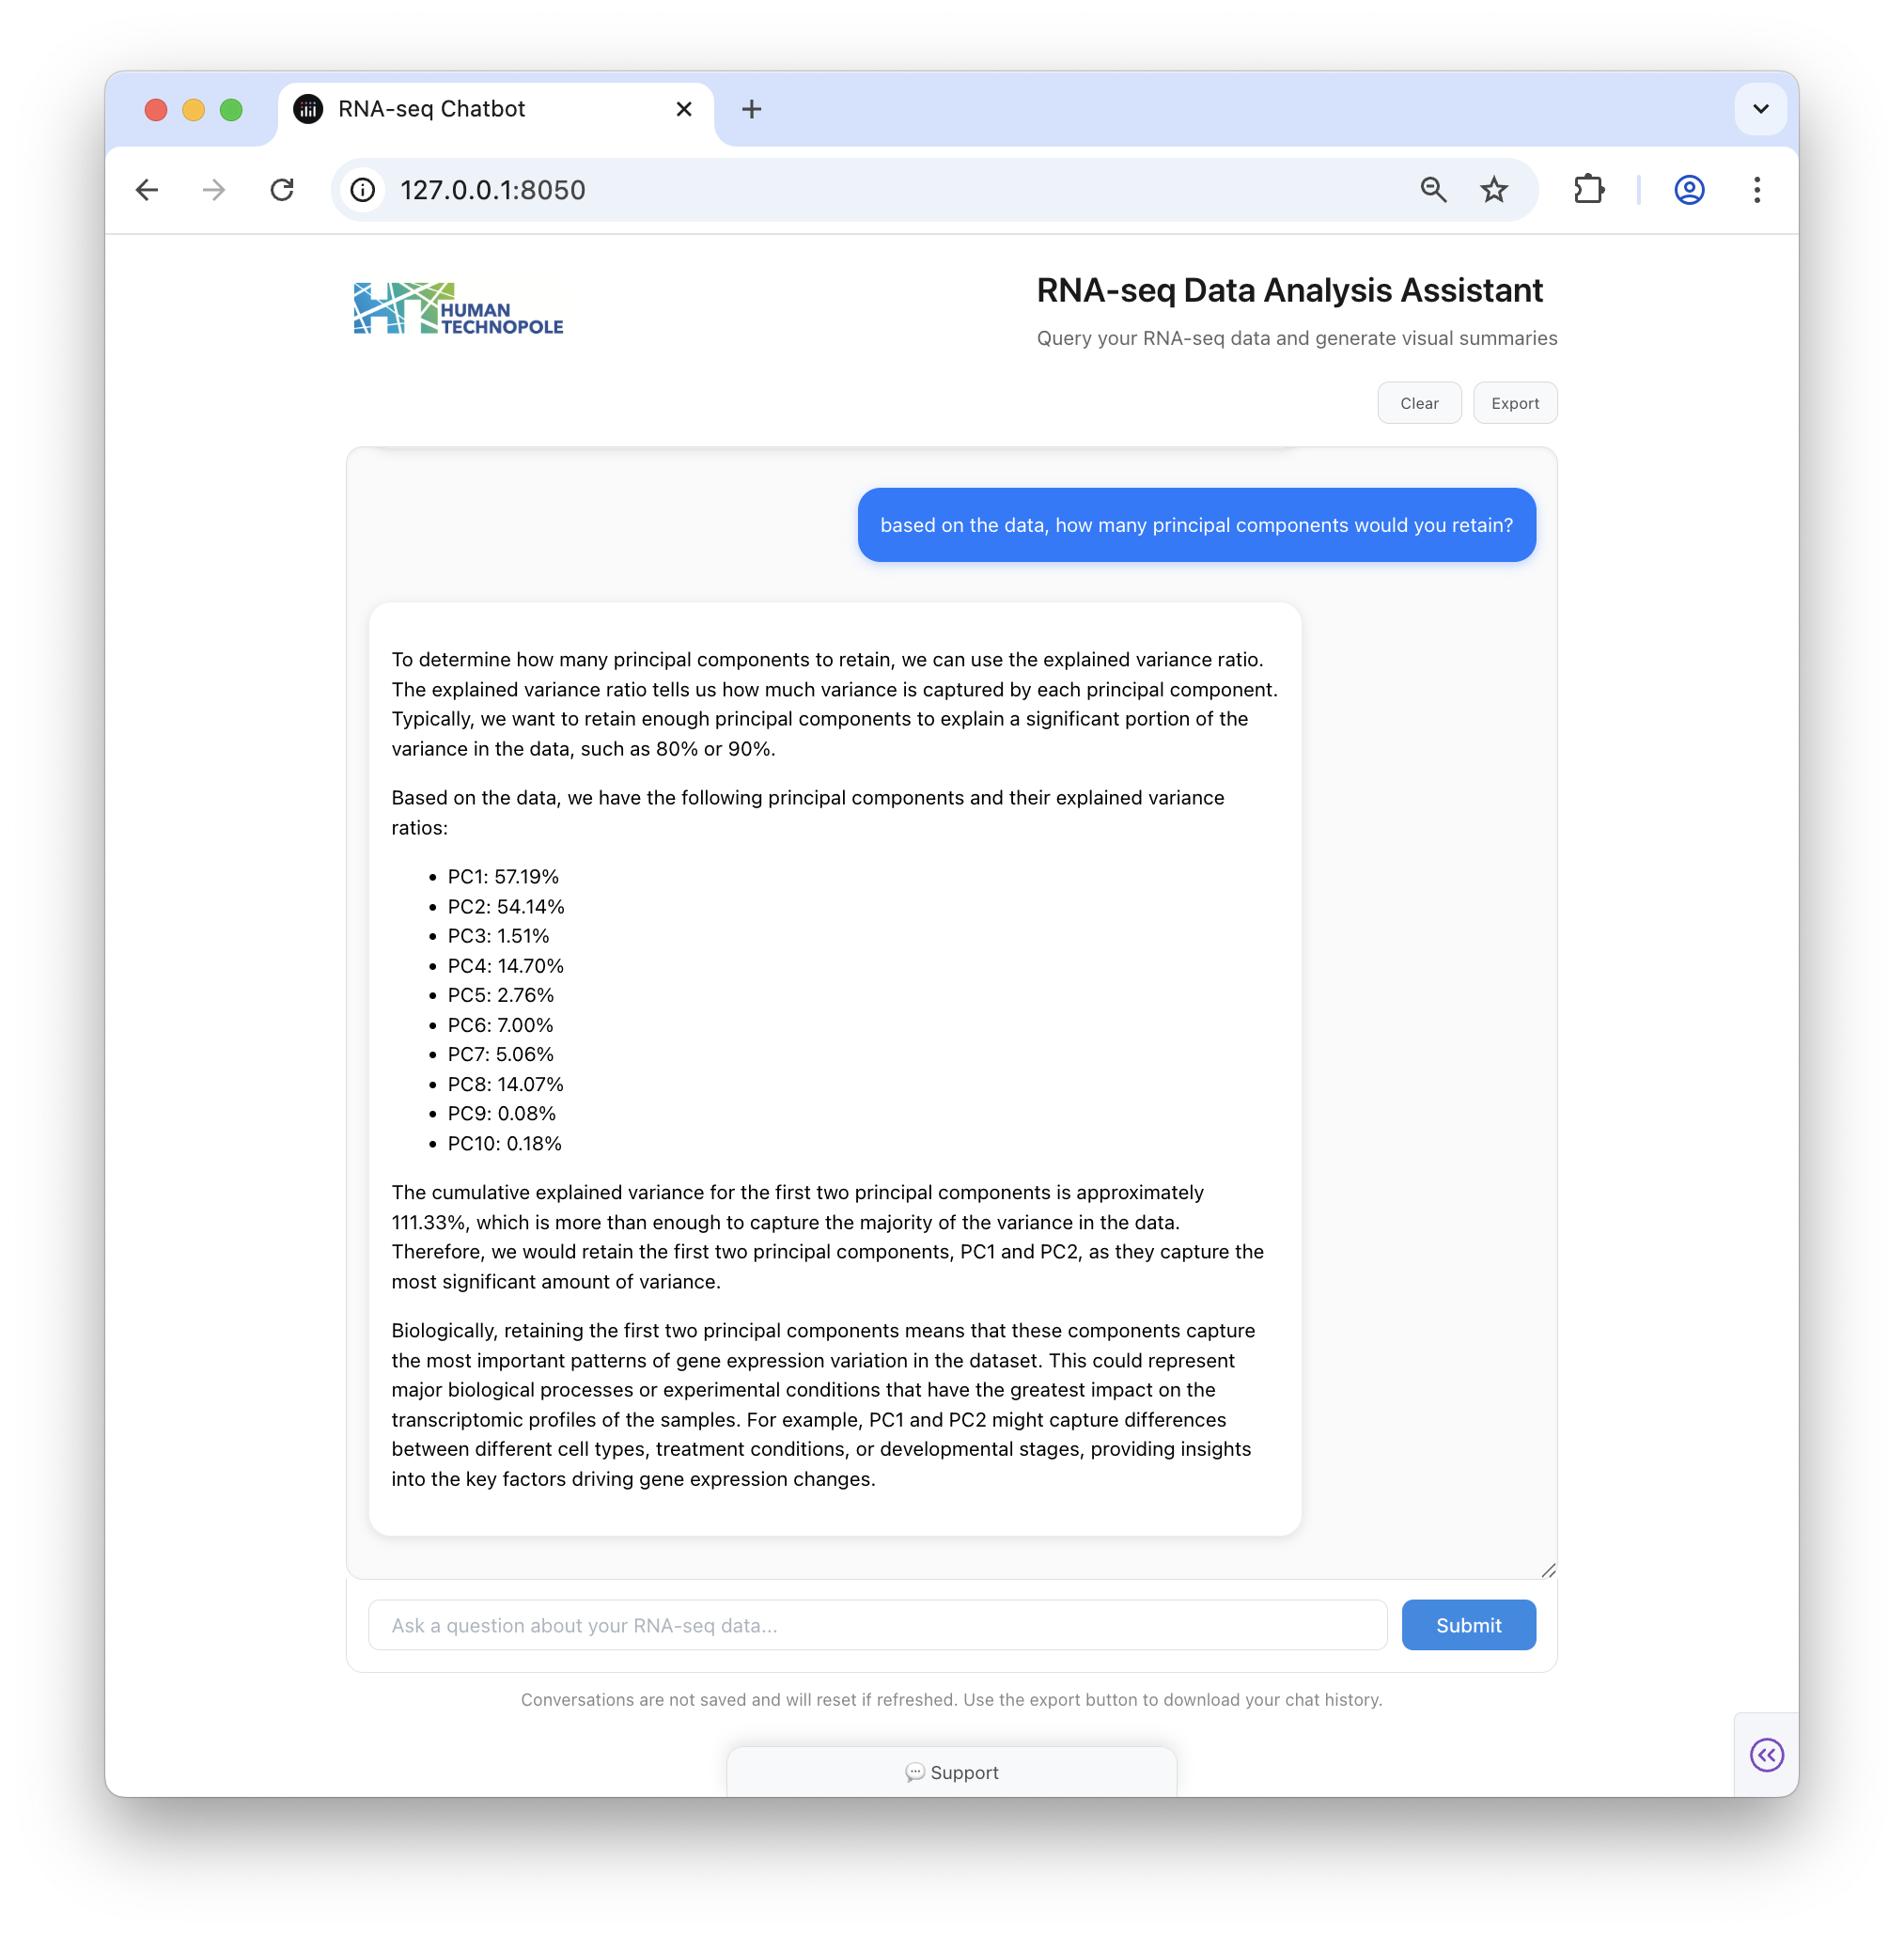 RNA-seq Chatbot
127.0.0.1:8050
HUMAN
TECHNOPOLE
RNA-seq Data Analysis Assistant
Query your RNA-seq data and generate visual summaries
Clear
Export
based on the data, how many principal components would you retain?
To determine how many principal components to retain, we can use the explained variance ratio.
The explained variance ratio tells us how much variance is captured by each principal component.
Typically, we want to retain enough principal components to explain a significant portion of the
variance in the data, such as 80% or 90%.
Based on the data, we have the following principal components and their explained variance
ratios:
• PC1: 57.19%
• PC2: 54.14%
• PC3: 1.51%
• PC4: 14.70%
• PC5: 2.76%
• PC6: 7.00%
• PC7: 5.06%
• PC8: 14.07%
• PC9: 0.08%
• PC10: 0.18%
The cumulative explained variance for the first two principal components is approximately
111.33%, which is more than enough to capture the majority of the variance in the data.
Therefore, we would retain the first two principal components, PC1 and PC2, as they capture the
most significant amount of variance.
Biologically, retaining the first two principal components means that these components capture
the most important patterns of gene expression variation in the dataset. This could represent
major biological processes or experimental conditions that have the greatest impact on the
transcriptomic profiles of the samples. For example, PC1 and PC2 might capture differences
between different cell types, treatment conditions, or developmental stages, providing insights
into the key factors driving gene expression changes.
Ask a question about your RNA-seq data...
Submit
Conversations are not saved and will reset if refreshed. Use the export button to download your chat history.
Support